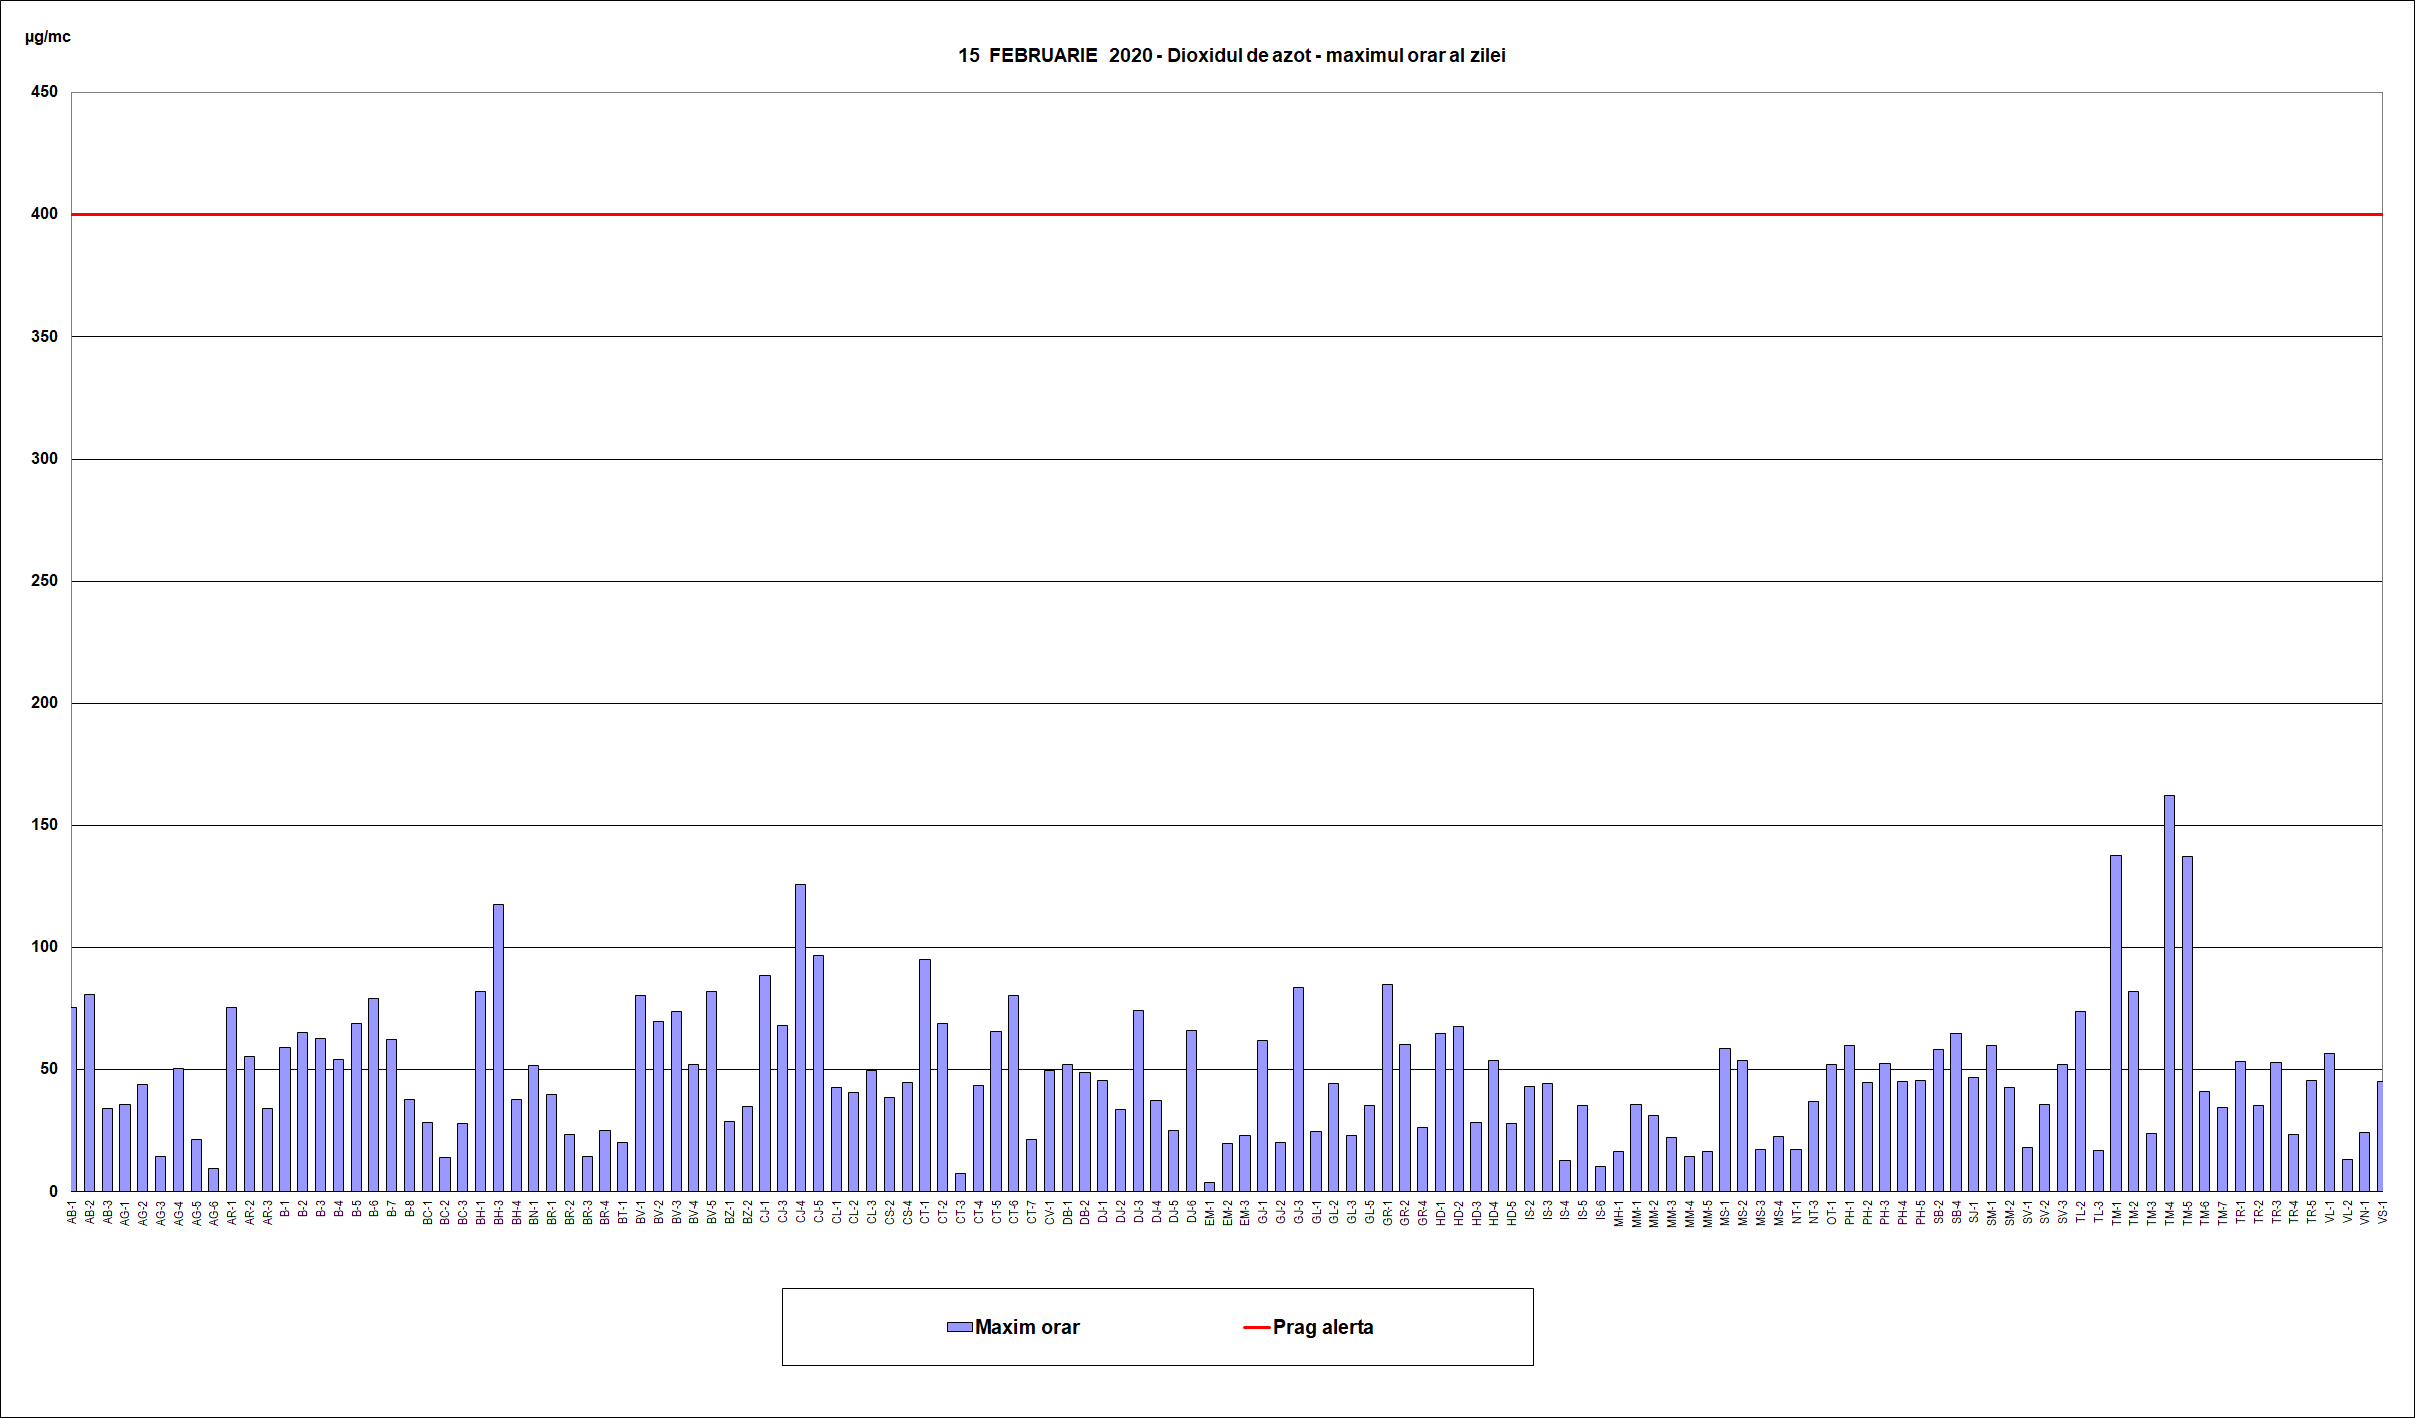 µg/mc
15 FEBRUARIE 2020 - Dioxidul de azot - maximul orar al zilei
450
400
350
300
250
200
150
100
50
0
AB-1 AB-2 AB-3 AG-1 AG-2 AG-3 AG-4 AG-5 AG-6 AR-1 AR-2 AR-3 B-1 B-2 B-3 B-4 B-5 B-6 B-7 B-8 BC-1 BC-2 BC-3 BH-1 BH-3 BH-4 BN-1 BR-1 BR-2 BR-3 BR-4 BT-1 BV-1 BV-2 BV-3 BV-4 BV-5 BZ-1 BZ-2 CJ-1 CJ-3 CJ-4 CJ-5 CL-1 CL-2 CL-3 CS-2 CS-4 CT-1 CT-2 CT-3 CT-4 CT-5 CT-6 CT-7 CV-1 DB-1 DB-2 DJ-1 DJ-2 DJ-3 DJ-4 DJ-5 DJ-6 EM-1 EM-2 EM-3 GJ-1 GJ-2 GJ-3 GL-1 GL-2 GL-3 GL-5 GR-1 GR-2 GR-4 HD-1 HD-2 HD-3 HD-4 HD-5 IS-2 IS-3 IS-4 IS-5 IS-6 MH-1 MM-1 MM-2 MM-3 MM-4 MM-5 MS-1 MS-2 MS-3 MS-4 NT-1 NT-3 OT-1 PH-1 PH-2 PH-3 PH-4 PH-5 SB-2 SB-4 SJ-1 SM-1 SM-2 SV-1 SV-2 SV-3 TL-2 TL-3 TM-1 TM-2 TM-3 TM-4 TM-5 TM-6 TM-7 TR-1 TR-2 TR-3 TR-4 TR-5 VL-1 VL-2 VN-1 VS-1
Maxim orar Prag alerta